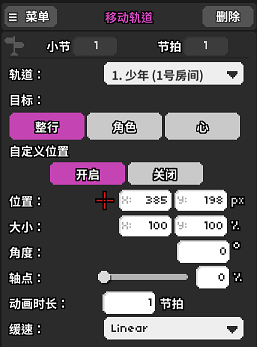 菜单 移动轨道 删除
小节 1 节拍 1
轨道： 1. 少年 (1号房间)
目标：
整行 角色 心
自定义位置
开启 关闭
位置： X: 385 Y: 198 px
大小： X: 100 Y: 100 %
角度： 0 °
轴点： 0 %
动画时长： 1 节拍
缓速： Linear